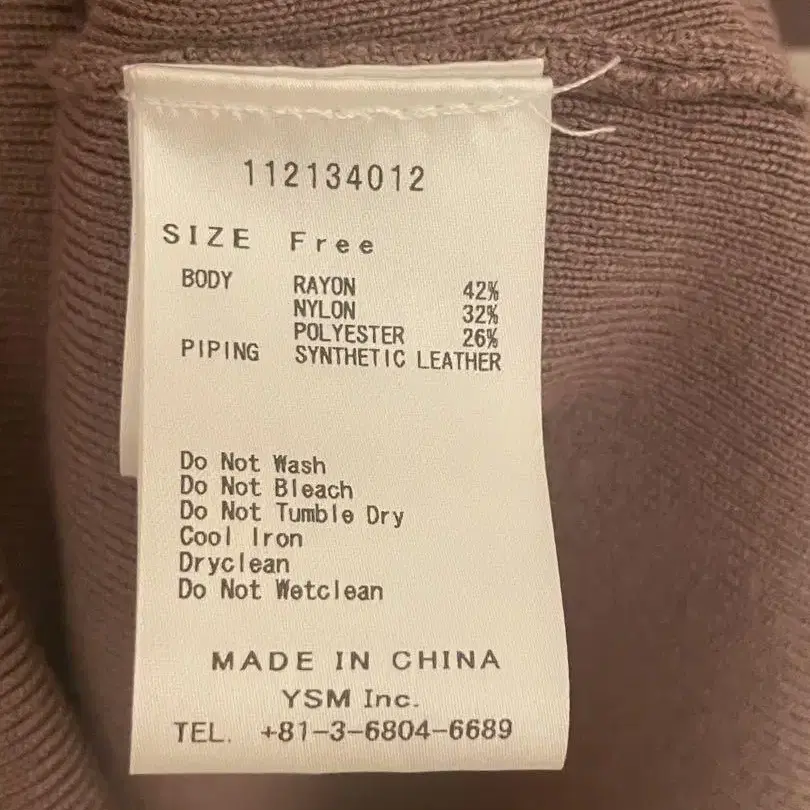 112134012
SIZE Free
BODY RAYON 42%
NYLON 32%
POLYESTER 26%
PIPING SYNTHETIC LEATHER
Do Not Wash
Do Not Bleach
Do Not Tumble Dry
Cool Iron
Dryclean
Do Not Wetclean
MADE IN CHINA
YSM Inc.
TEL. +81-3-6804-6689